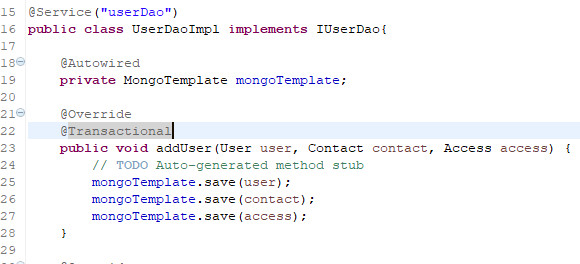 15 @Service("userDao")
16 public class UserDaoImpl implements IUserDao{
17
18 @Autowired
19 private MongoTemplate mongoTemplate;
20
21 @Override
22 @Transactional
23 public void addUser(User user, Contact contact, Access access) {
24 // TODO Auto-generated method stub
25 mongoTemplate.save(user);
26 mongoTemplate.save(contact);
27 mongoTemplate.save(access);
28 }
29